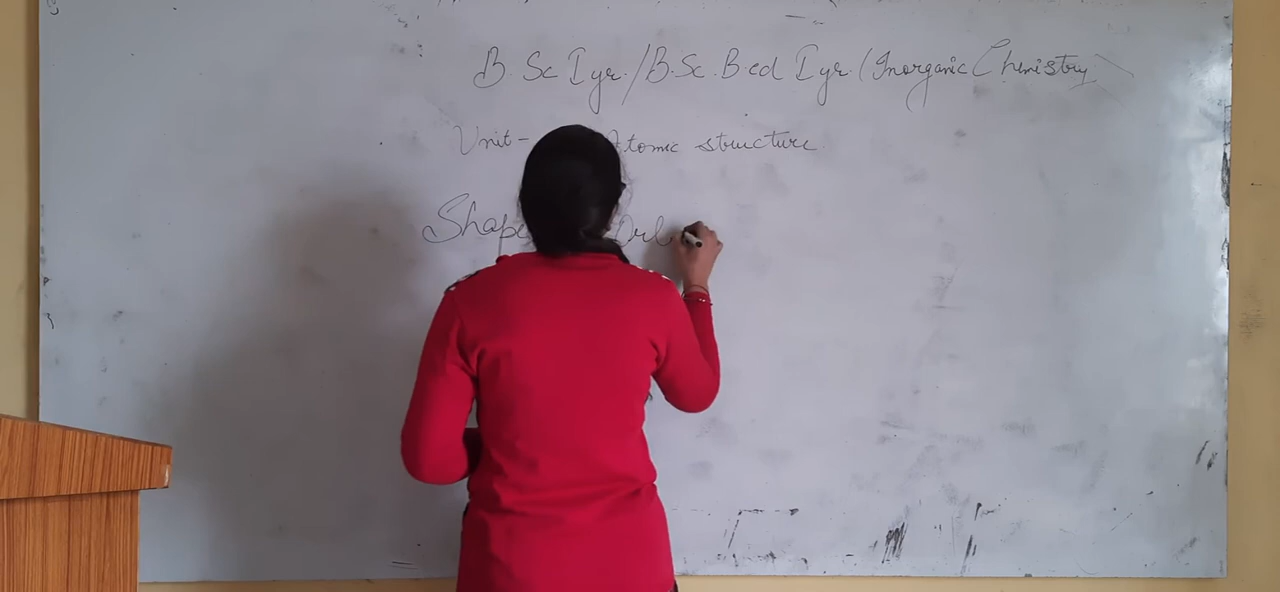 B.Sc I yr./B.Sc.B.ed I yr.(Inorganic Chemistry)
Unit- Atomic structure
Shape Orb